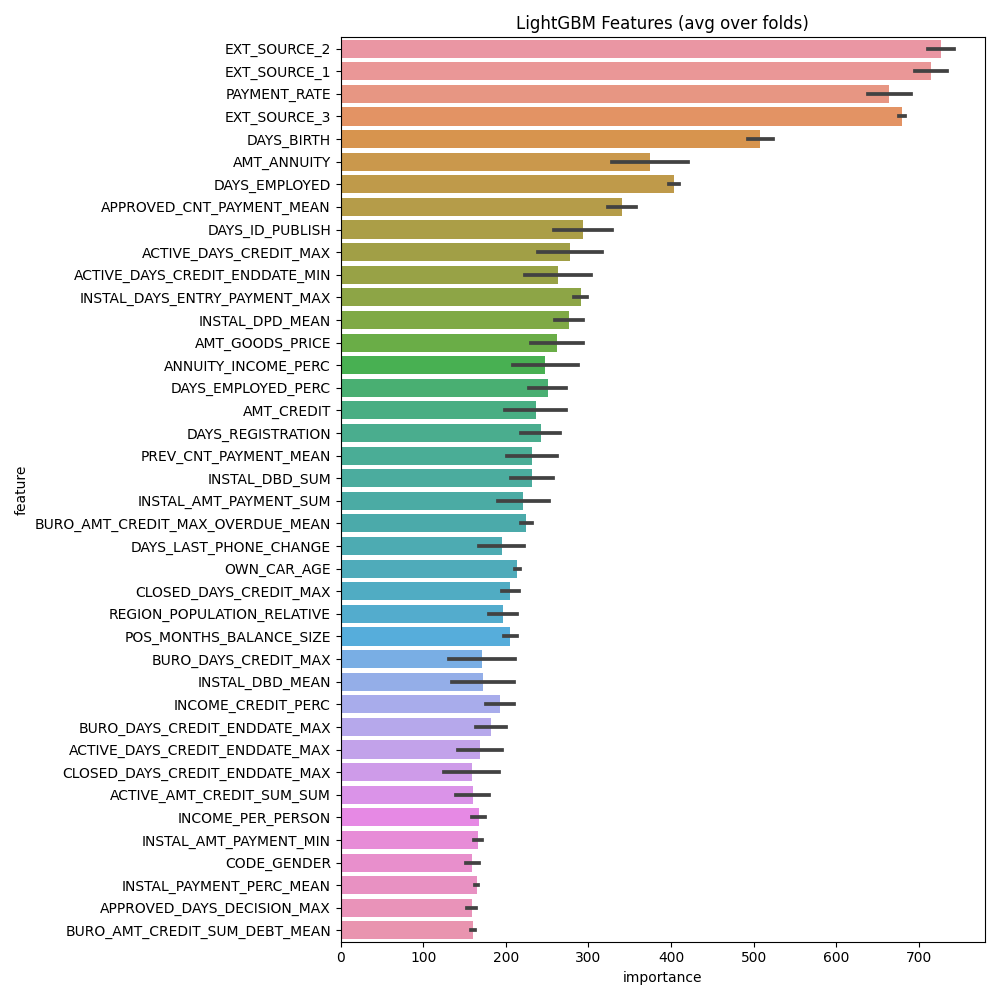 LightGBM Features (avg over folds)
EXT_SOURCE_2
EXT_SOURCE_1
PAYMENT_RATE
EXT_SOURCE_3
DAYS_BIRTH
AMT_ANNUITY
DAYS_EMPLOYED
APPROVED_CNT_PAYMENT_MEAN
DAYS_ID_PUBLISH
ACTIVE_DAYS_CREDIT_MAX
ACTIVE_DAYS_CREDIT_ENDDATE_MIN
INSTAL_DAYS_ENTRY_PAYMENT_MAX
INSTAL_DPD_MEAN
AMT_GOODS_PRICE
ANNUITY_INCOME_PERC
DAYS_EMPLOYED_PERC
AMT_CREDIT
DAYS_REGISTRATION
PREV_CNT_PAYMENT_MEAN
INSTAL_DBD_SUM
INSTAL_AMT_PAYMENT_SUM
BURO_AMT_CREDIT_MAX_OVERDUE_MEAN
DAYS_LAST_PHONE_CHANGE
OWN_CAR_AGE
CLOSED_DAYS_CREDIT_MAX
REGION_POPULATION_RELATIVE
POS_MONTHS_BALANCE_SIZE
BURO_DAYS_CREDIT_MAX
INSTAL_DBD_MEAN
INCOME_CREDIT_PERC
BURO_DAYS_CREDIT_ENDDATE_MAX
ACTIVE_DAYS_CREDIT_ENDDATE_MAX
CLOSED_DAYS_CREDIT_ENDDATE_MAX
ACTIVE_AMT_CREDIT_SUM_SUM
INCOME_PER_PERSON
INSTAL_AMT_PAYMENT_MIN
CODE_GENDER
INSTAL_PAYMENT_PERC_MEAN
APPROVED_DAYS_DECISION_MAX
BURO_AMT_CREDIT_SUM_DEBT_MEAN
feature
0 100 200 300 400 500 600 700
importance